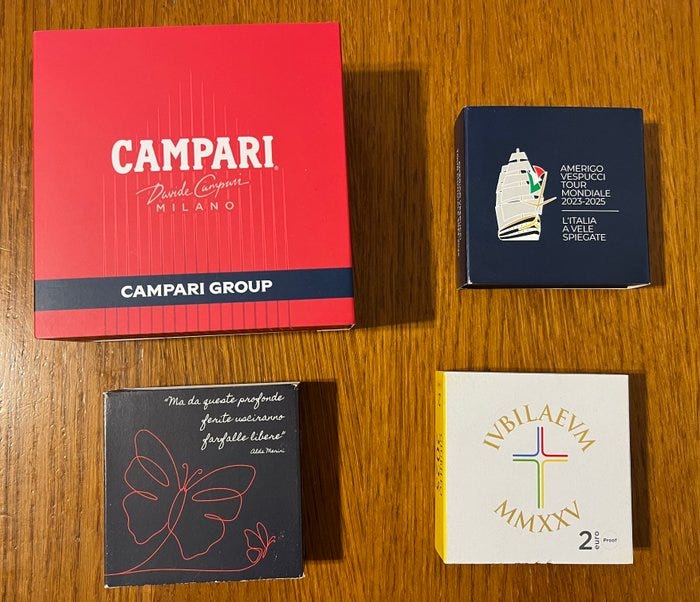 CAMPARI
Davide Campari
MILANO
CAMPARI GROUP
AMERIGO
VESPUCCI
TOUR
MONDIALE
2023-2025
L'ITALIA
A VELE
SPIEGATE
"Ma da queste profonde
ferite usciranno
farfalle libere"
Alda Merini
IVBILAEVM
MMXXV
2 euro Proof